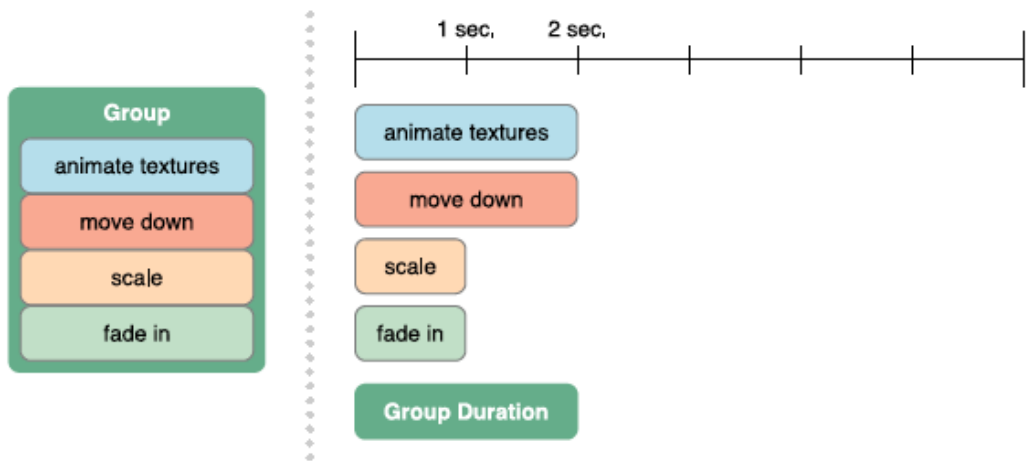 1 sec. 2 sec.
Group
animate textures
move down
scale
fade in
animate textures
move down
scale
fade in
Group Duration